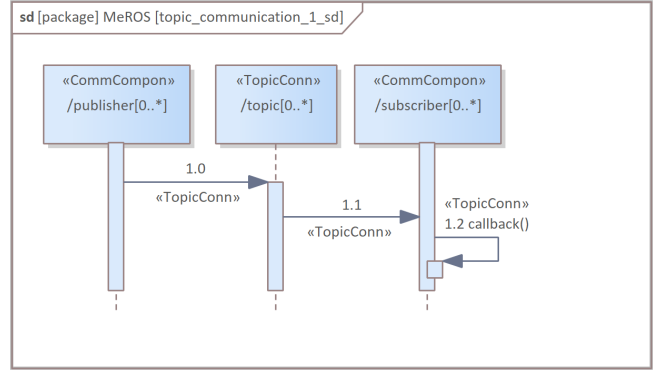 sd [package] MeROS [topic_communication_1_sd]
«CommCompon»
/publisher[0..*]
«TopicConn»
/topic[0..*]
«CommCompon»
/subscriber[0..*]
1.0
«TopicConn»
1.1
«TopicConn»
«TopicConn»
1.2 callback()